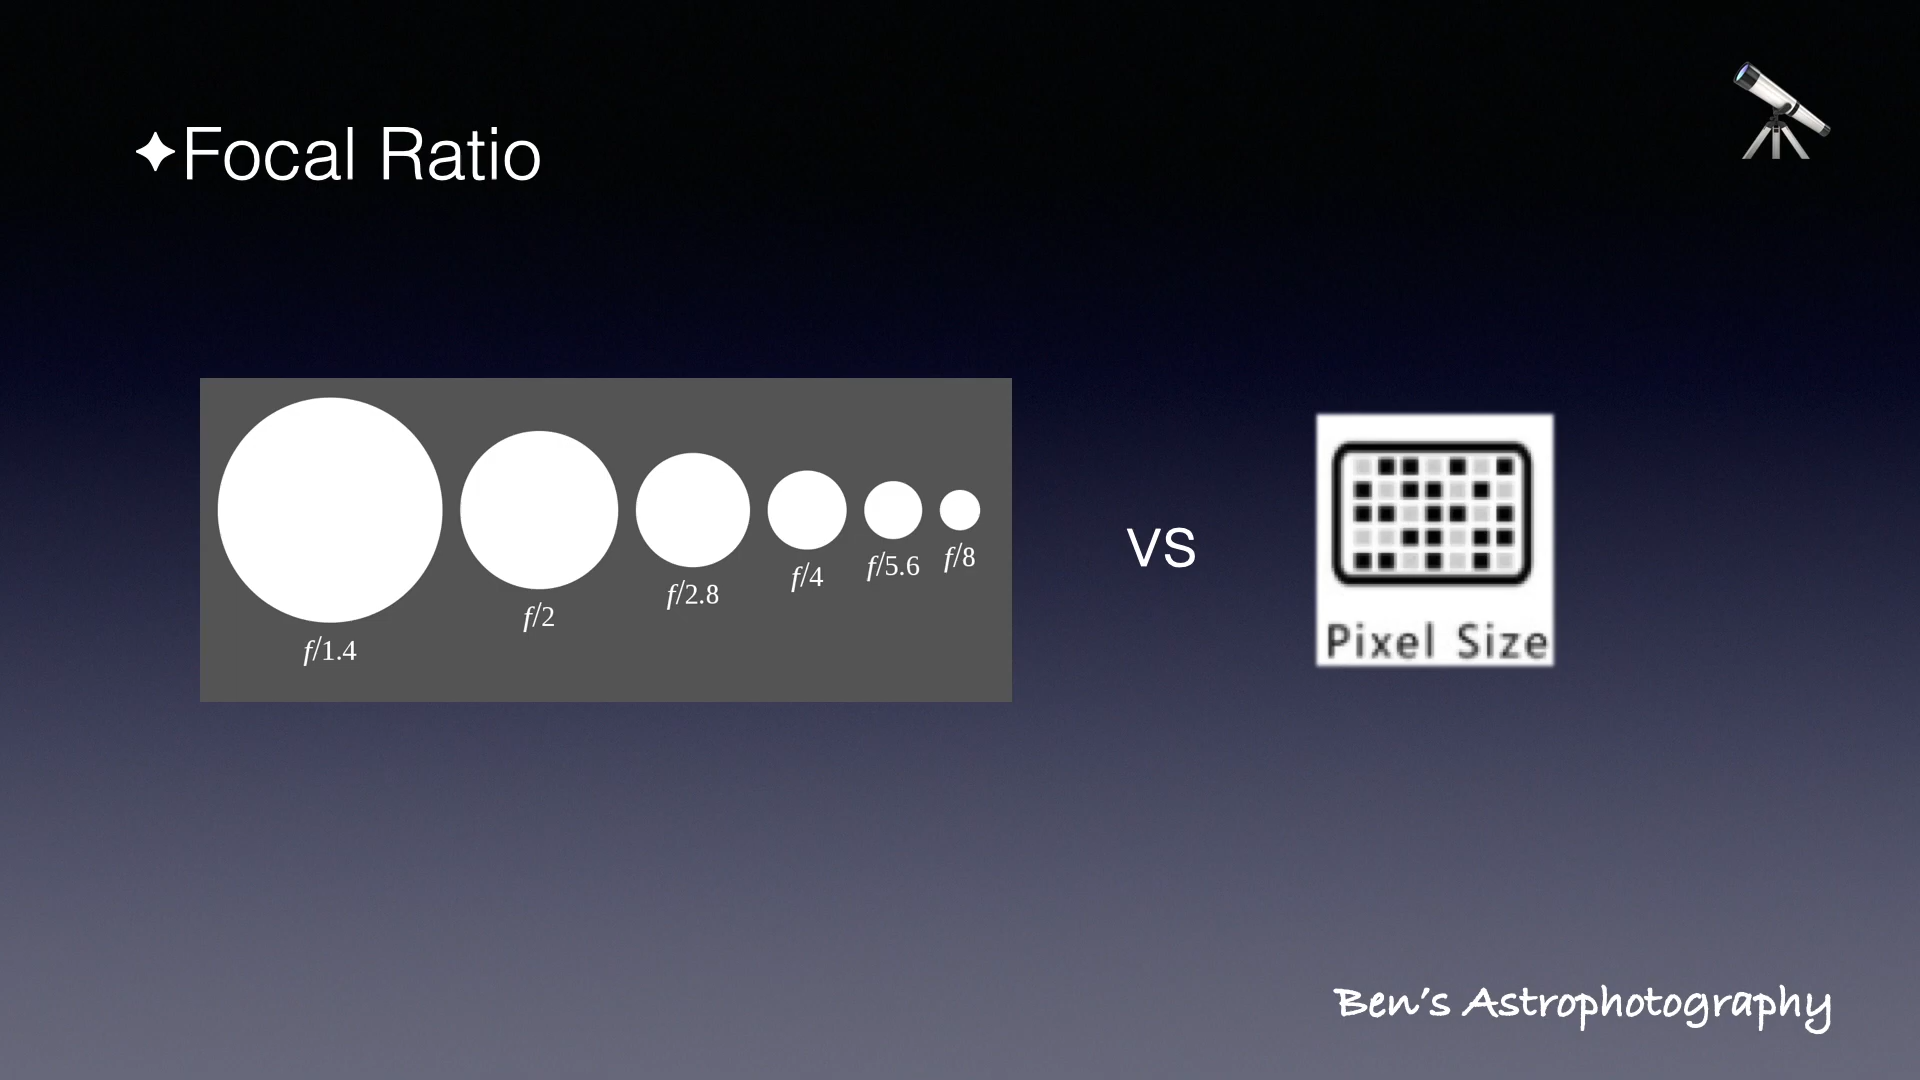 ✦Focal Ratio
f/1.4
f/2
f/2.8
f/4
f/5.6
f/8
vs
Pixel Size
Ben's Astrophotography